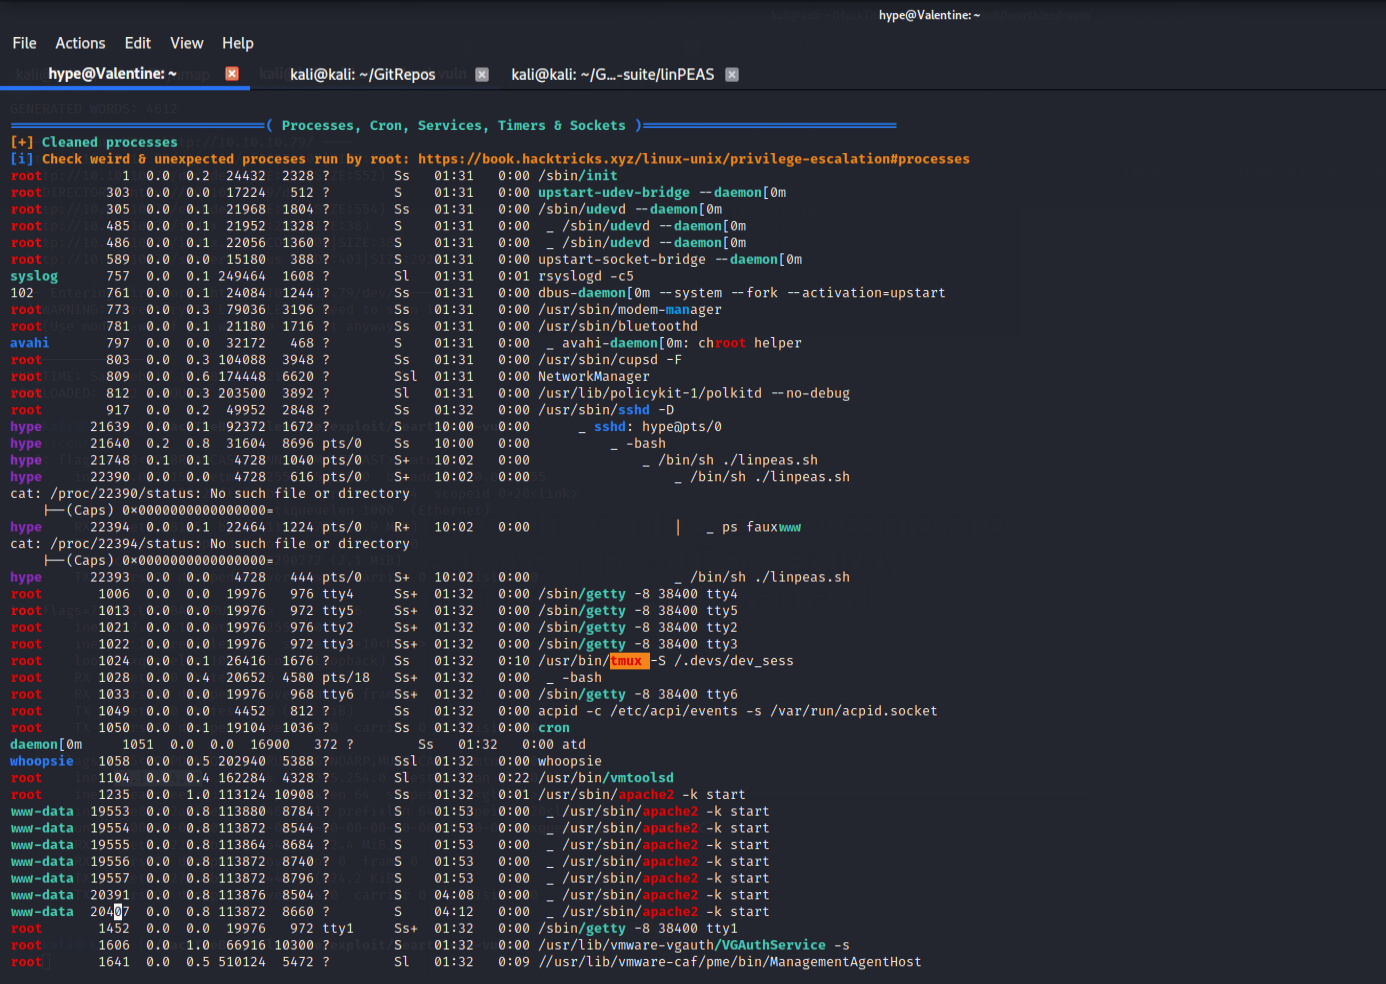 hype@Valentine: ~
File Actions Edit View Help
hype@Valentine: ~ kali@kali: ~/GitRepos kali@kali: ~/G...-suite/linPEAS
GENERATED WORDS: 4612
( Processes, Cron, Services, Timers & Sockets )
[+] Cleaned processes
[i] Check weird & unexpected proceses run by root: https://book.hacktricks.xyz/linux-unix/privilege-escalation#processes
root 1 0.0 0.2 24432 2328 ? Ss 01:31 0:00 /sbin/init
root 303 0.0 0.0 17224 512 ? S 01:31 0:00 upstart-udev-bridge --daemon[0m
root 305 0.0 0.1 21968 1804 ? Ss 01:31 0:00 /sbin/udevd --daemon[0m
root 485 0.0 0.1 21952 1328 ? S 01:31 0:00 _ /sbin/udevd --daemon[0m
root 486 0.0 0.1 22056 1360 ? S 01:31 0:00 _ /sbin/udevd --daemon[0m
root 589 0.0 0.0 15180 388 ? S 01:31 0:00 upstart-socket-bridge --daemon[0m
syslog 757 0.0 0.1 249464 1608 ? Sl 01:31 0:01 rsyslogd -c5
102 761 0.0 0.1 24084 1244 ? Ss 01:31 0:00 dbus-daemon[0m --system --fork --activation=upstart
root 773 0.0 0.3 79036 3196 ? Ss 01:31 0:00 /usr/sbin/modem-manager
root 781 0.0 0.1 21180 1716 ? Ss 01:31 0:00 /usr/sbin/bluetoothd
avahi 797 0.0 0.0 32172 468 ? S 01:31 0:00 _ avahi-daemon[0m: chroot helper
root 803 0.0 0.3 104088 3948 ? Ss 01:31 0:00 /usr/sbin/cupsd -F
root 809 0.0 0.6 174448 6620 ? Ssl 01:31 0:00 NetworkManager
root 812 0.0 0.3 203500 3892 ? Sl 01:31 0:00 /usr/lib/policykit-1/polkitd --no-debug
root 917 0.0 0.2 49952 2848 ? Ss 01:32 0:00 /usr/sbin/sshd -D
hype 21639 0.0 0.1 92372 1672 ? S 10:00 0:00 _ sshd: hype@pts/0
hype 21640 0.2 0.8 31604 8696 pts/0 Ss 10:00 0:00 _ -bash
hype 21748 0.1 0.1 4728 1040 pts/0 S+ 10:02 0:00 _ /bin/sh ./linpeas.sh
hype 22390 0.0 0.0 4728 616 pts/0 S+ 10:02 0:00 _ /bin/sh ./linpeas.sh
cat: /proc/22390/status: No such file or directory
├──(Caps) 0×0000000000000000=
hype 22394 0.0 0.1 22464 1224 pts/0 R+ 10:02 0:00 | _ ps fauxwww
cat: /proc/22394/status: No such file or directory
├──(Caps) 0×0000000000000000=
hype 22393 0.0 0.0 4728 444 pts/0 S+ 10:02 0:00 _ /bin/sh ./linpeas.sh
root 1006 0.0 0.0 19976 976 tty4 Ss+ 01:32 0:00 /sbin/getty -8 38400 tty4
root 1013 0.0 0.0 19976 972 tty5 Ss+ 01:32 0:00 /sbin/getty -8 38400 tty5
root 1021 0.0 0.0 19976 976 tty2 Ss+ 01:32 0:00 /sbin/getty -8 38400 tty2
root 1022 0.0 0.0 19976 972 tty3 Ss+ 01:32 0:00 /sbin/getty -8 38400 tty3
root 1024 0.0 0.1 26416 1676 ? Ss 01:32 0:10 /usr/bin/tmux -S /.devs/dev_sess
root 1028 0.0 0.4 20652 4580 pts/18 Ss+ 01:32 0:00 _ -bash
root 1033 0.0 0.0 19976 968 tty6 Ss+ 01:32 0:00 /sbin/getty -8 38400 tty6
root 1049 0.0 0.0 4452 812 ? Ss 01:32 0:00 acpid -c /etc/acpi/events -s /var/run/acpid.socket
root 1050 0.0 0.1 19104 1036 ? Ss 01:32 0:00 cron
daemon[0m 1051 0.0 0.0 16900 372 ? Ss 01:32 0:00 atd
whoopsie 1058 0.0 0.5 202940 5388 ? Ssl 01:32 0:00 whoopsie
root 1104 0.0 0.4 162284 4328 ? Sl 01:32 0:22 /usr/bin/vmtoolsd
root 1235 0.0 1.0 113124 10908 ? Ss 01:32 0:01 /usr/sbin/apache2 -k start
www-data 19553 0.0 0.8 113880 8784 ? S 01:53 0:00 _ /usr/sbin/apache2 -k start
www-data 19554 0.0 0.8 113872 8544 ? S 01:53 0:00 _ /usr/sbin/apache2 -k start
www-data 19555 0.0 0.8 113864 8684 ? S 01:53 0:00 _ /usr/sbin/apache2 -k start
www-data 19556 0.0 0.8 113872 8740 ? S 01:53 0:00 _ /usr/sbin/apache2 -k start
www-data 19557 0.0 0.8 113872 8796 ? S 01:53 0:00 _ /usr/sbin/apache2 -k start
www-data 20391 0.0 0.8 113876 8504 ? S 04:08 0:00 _ /usr/sbin/apache2 -k start
www-data 20407 0.0 0.8 113872 8660 ? S 04:12 0:00 _ /usr/sbin/apache2 -k start
root 1452 0.0 0.0 19976 972 tty1 Ss+ 01:32 0:00 /sbin/getty -8 38400 tty1
root 1606 0.0 1.0 66916 10300 ? S 01:32 0:00 /usr/lib/vmware-vgauth/VGAuthService -s
root 1641 0.0 0.5 510124 5472 ? Sl 01:32 0:09 //usr/lib/vmware-caf/pme/bin/ManagementAgentHost